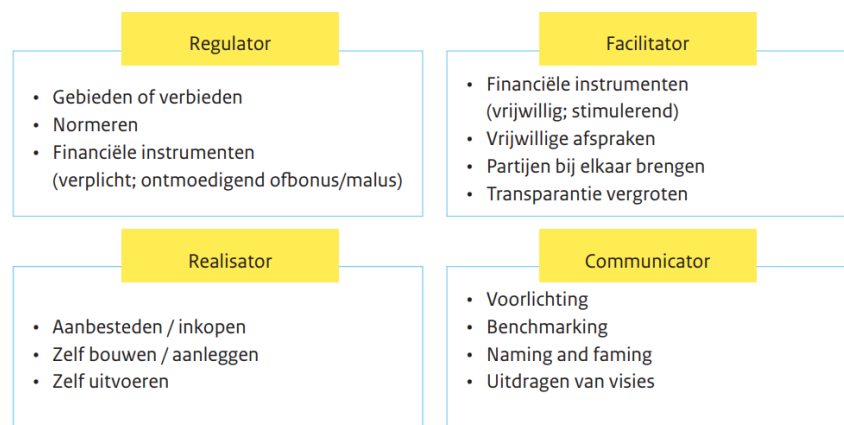 Regulator
• Gebieden of verbieden
• Normeren
• Financiële instrumenten
(verplicht; ontmoedigend ofbonus/malus)
Facilitator
• Financiële instrumenten
(vrijwillig; stimulerend)
• Vrijwillige afspraken
• Partijen bij elkaar brengen
• Transparantie vergroten
Realisator
• Aanbesteden / inkopen
• Zelf bouwen / aanleggen
• Zelf uitvoeren
Communicator
• Voorlichting
• Benchmarking
• Naming and faming
• Uitdragen van visies